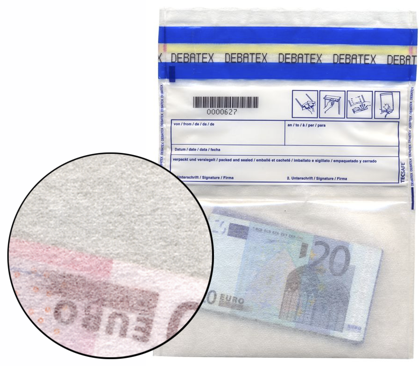 DEBATEX DEBATEX DEBATEX DEBAT
0000627
von / from / de / da / de
an / to / à / per / para
Datum / date / data / fecha
verpackt und versiegelt / packed and sealed / emballé et cacheté / imballato e sigillato / empaquetado y cerrado
1. Unterschrift / Signature / Firma
2. Unterschrift / Signature / Firma
20
EURO
EURO